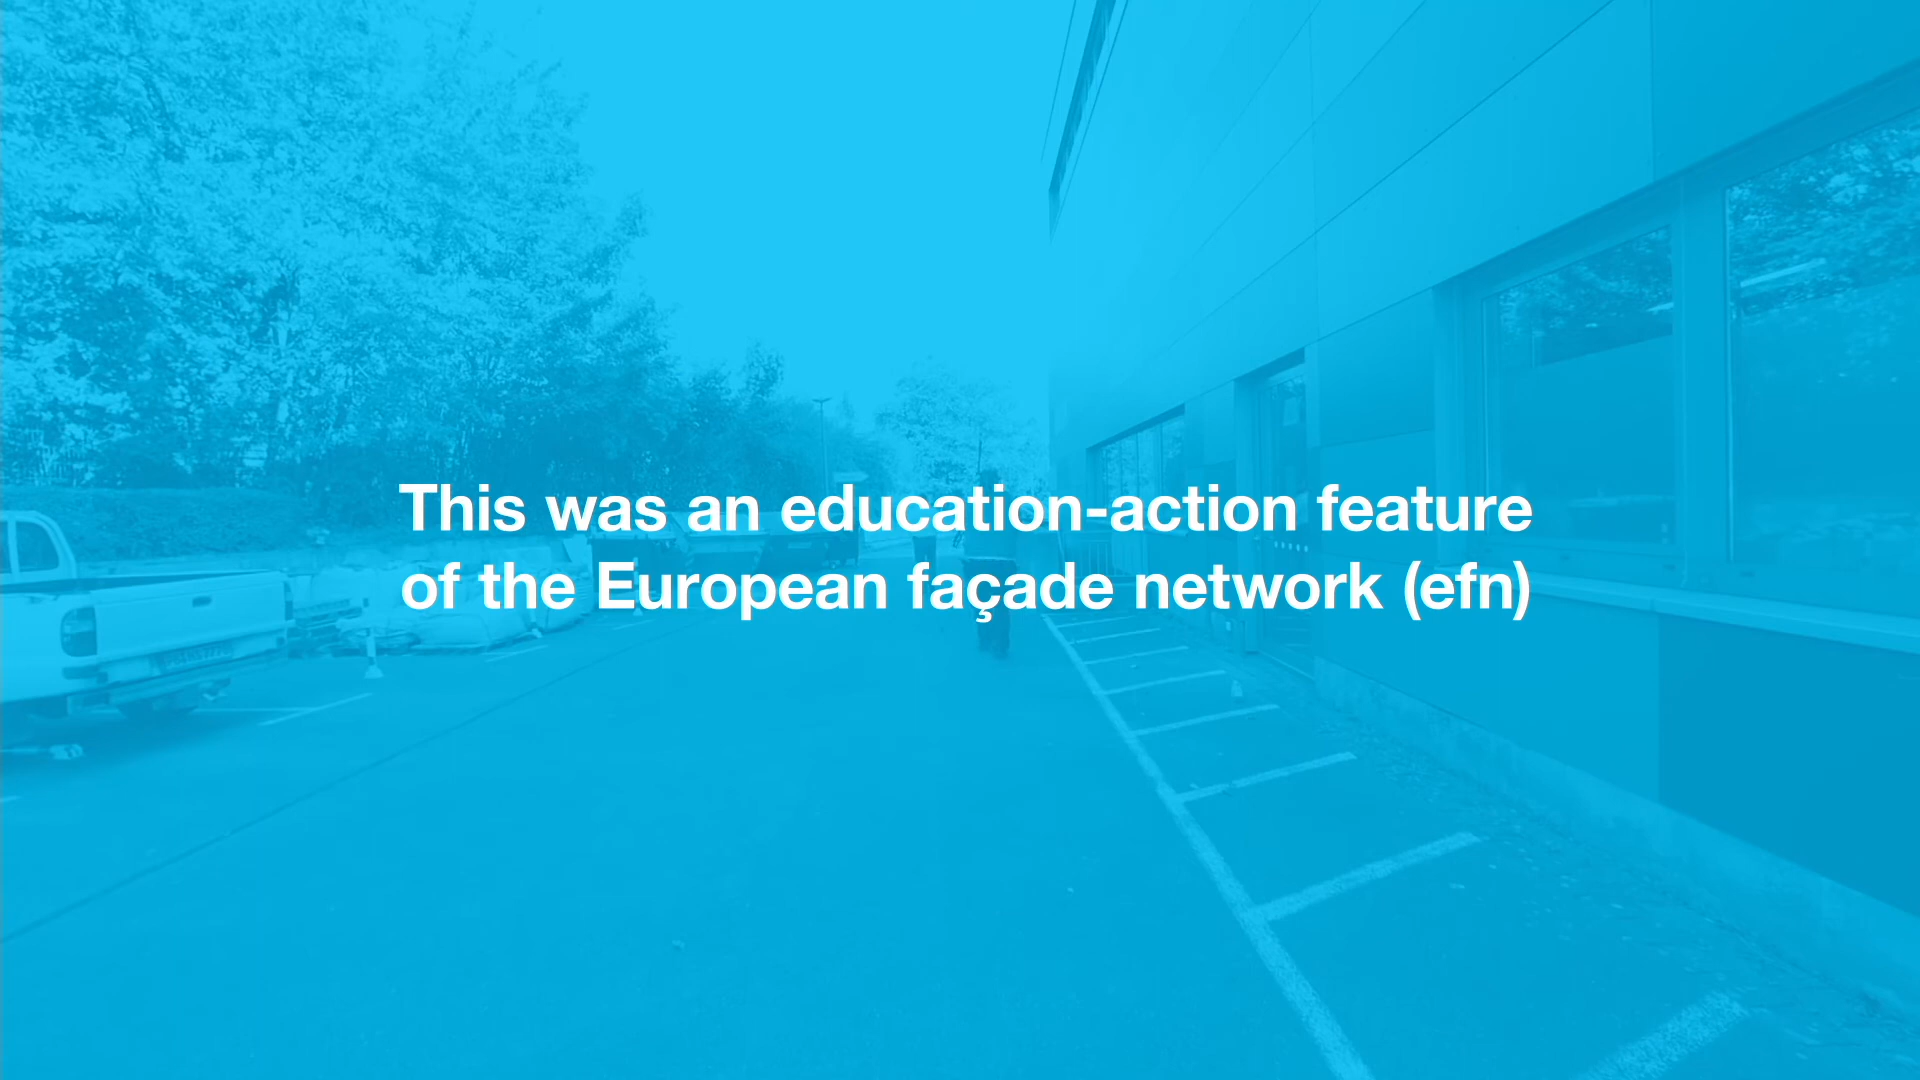 This was an education-action feature
of the European façade network (efn)